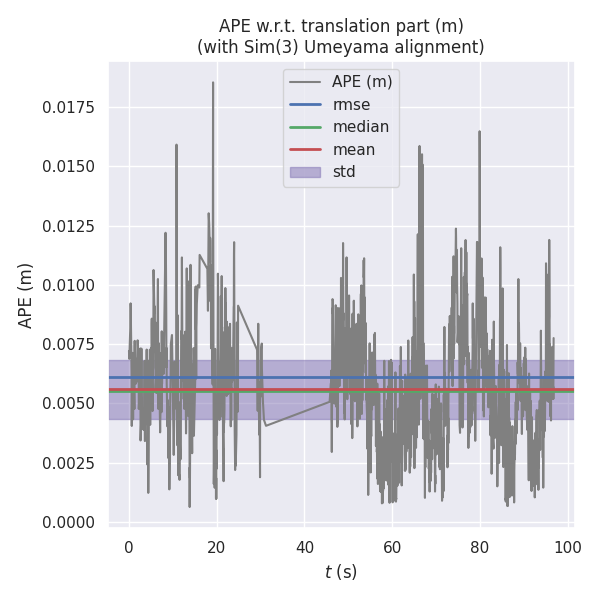 APE w.r.t. translation part (m)
(with Sim(3) Umeyama alignment)
APE (m)
rmse
median
mean
std
APE (m)
0.0175
0.0150
0.0125
0.0100
0.0075
0.0050
0.0025
0.0000
0 20 40 60 80 100
t (s)